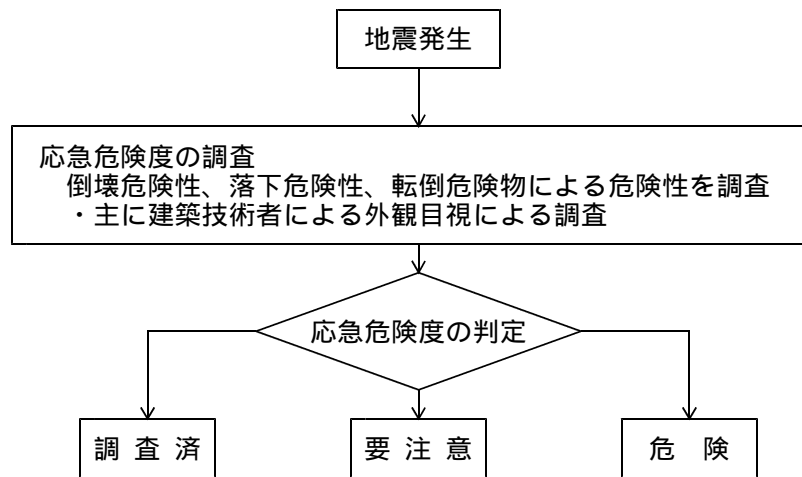 地震発生
応急危険度の調査
倒壊危険性、落下危険性、転倒危険物による危険性を調査
・主に建築技術者による外観目視による調査
応急危険度の判定
調査済
要注意
危険